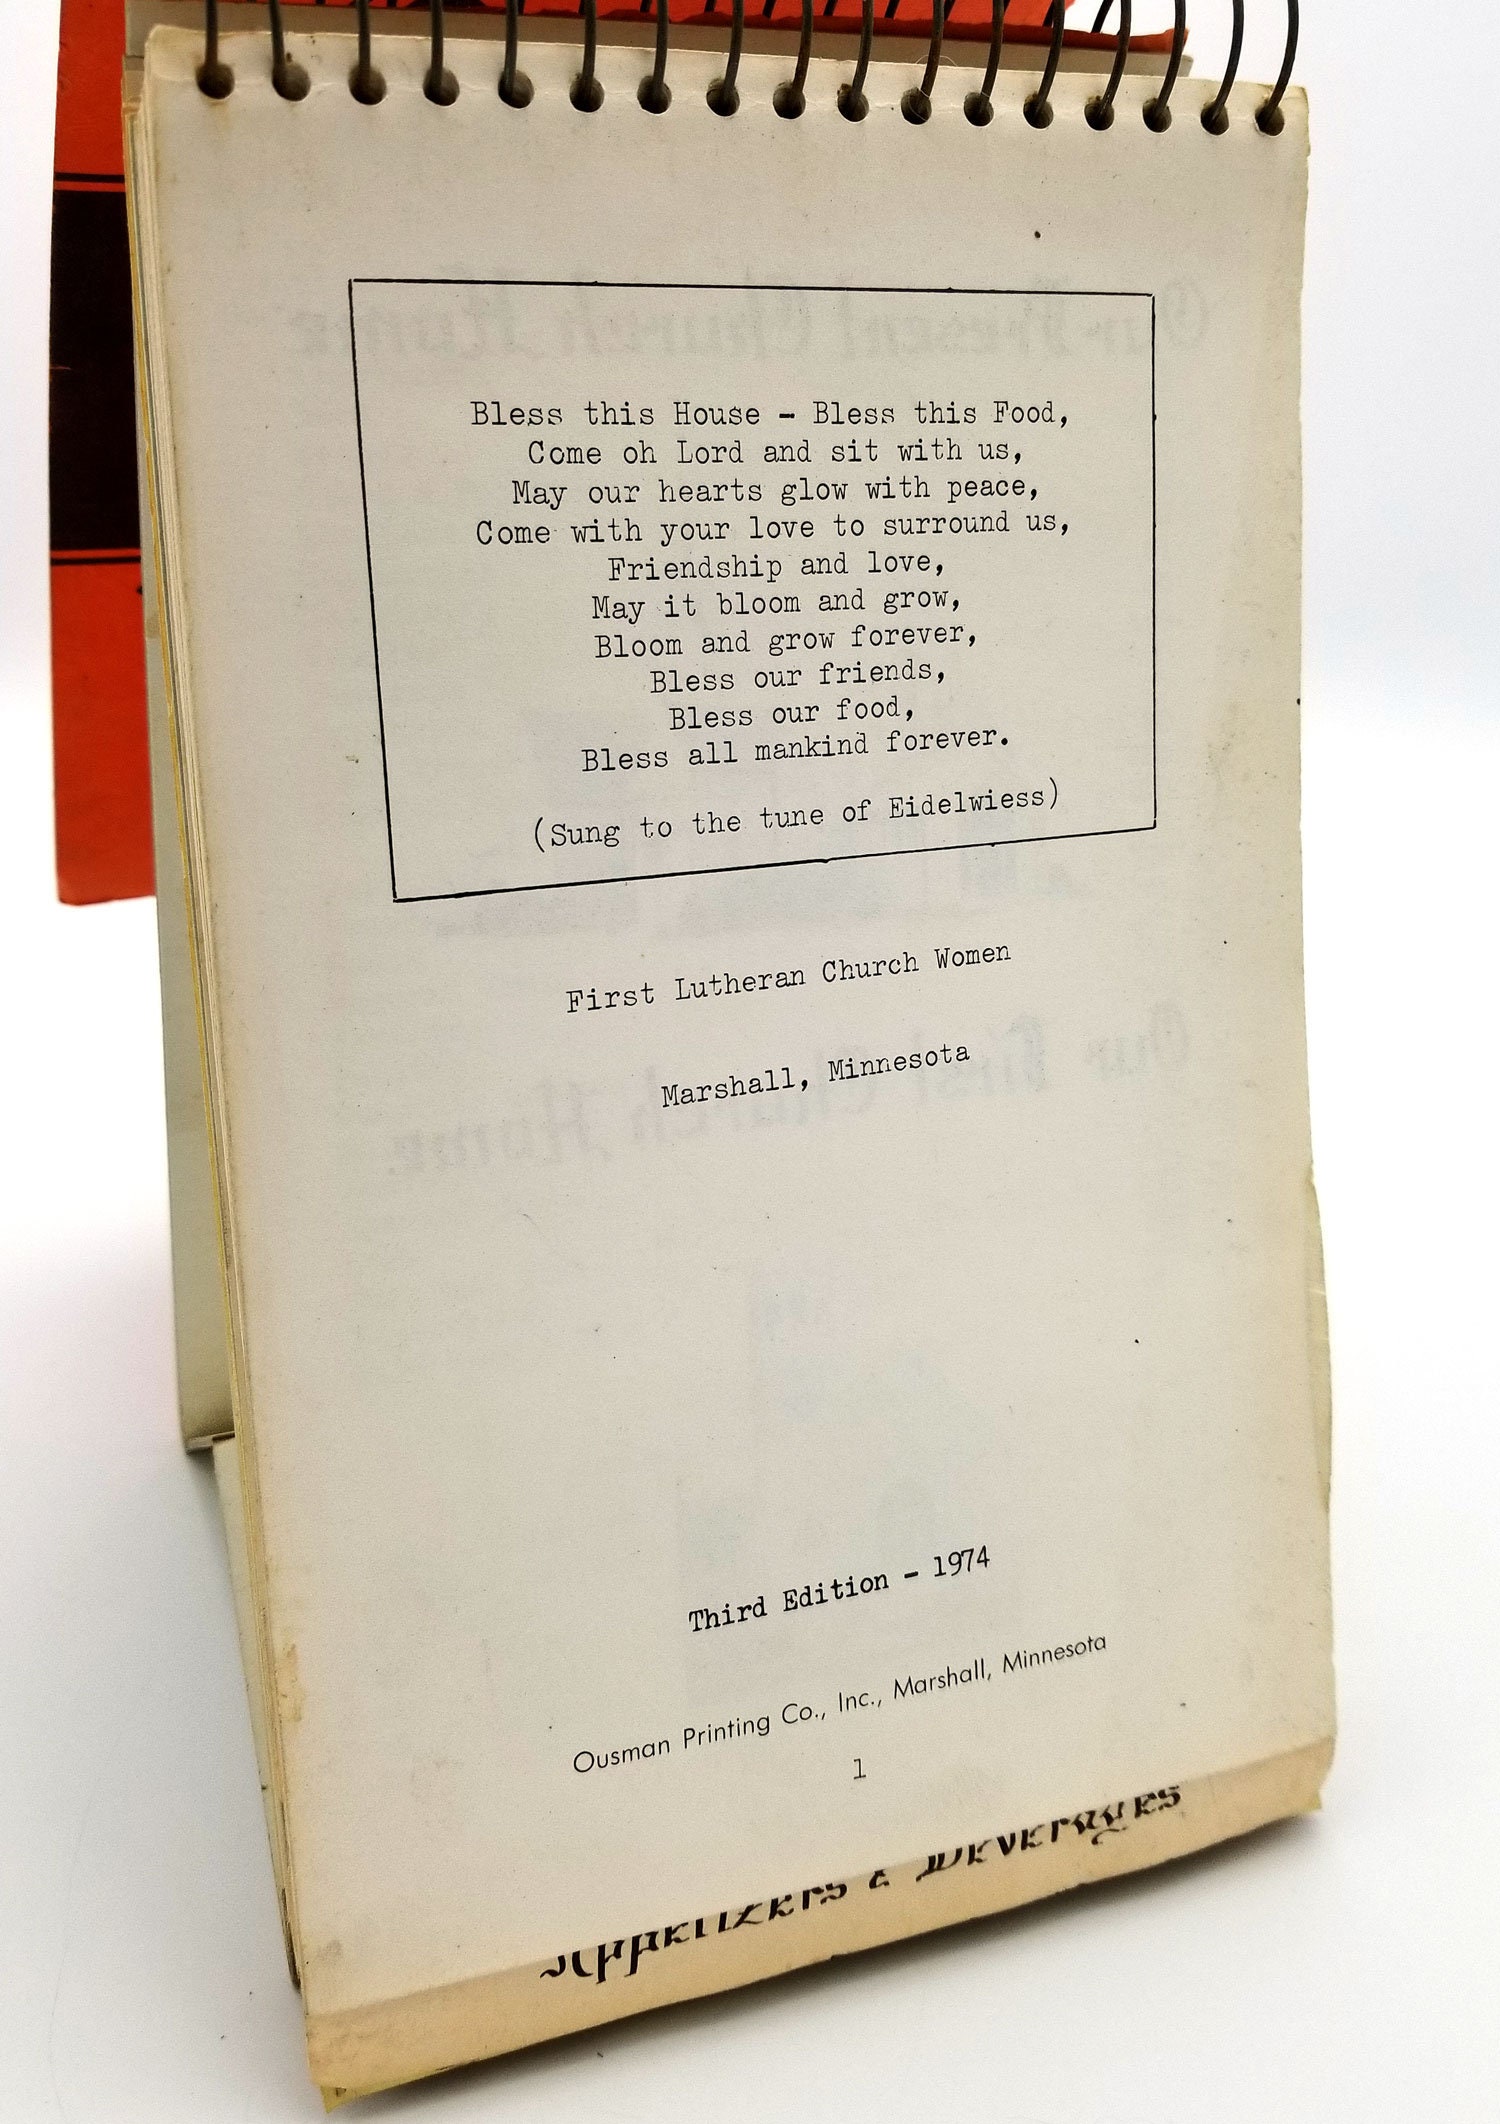 Bless this House - Bless this Food,
Come oh Lord and sit with us,
May our hearts glow with peace,
Come with your love to surround us,
Friendship and love,
May it bloom and grow,
Bloom and grow forever,
Bless our friends,
Bless our food,
Bless all mankind forever.
(Sung to the tune of Eidelwiess)
First Lutheran Church Women
Marshall, Minnesota
Third Edition - 1974
Ousman Printing Co., Inc., Marshall, Minnesota
1
Appetizers & Beverages